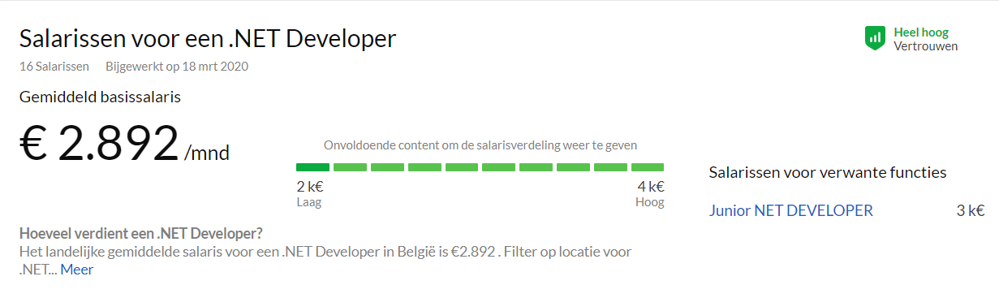 Salarissen voor een .NET Developer
16 Salarissen Bijgewerkt op 18 mrt 2020
Heel hoog
Vertrouwen
Gemiddeld basissalaris
€ 2.892 /mnd
Onvoldoende content om de salarisverdeling weer te geven
2 k€ 4 k€
Laag Hoog
Salarissen voor verwante functies
Junior NET DEVELOPER 3 k€
Hoeveel verdient een .NET Developer?
Het landelijke gemiddelde salaris voor een .NET Developer in België is €2.892 . Filter op locatie voor
.NET... Meer